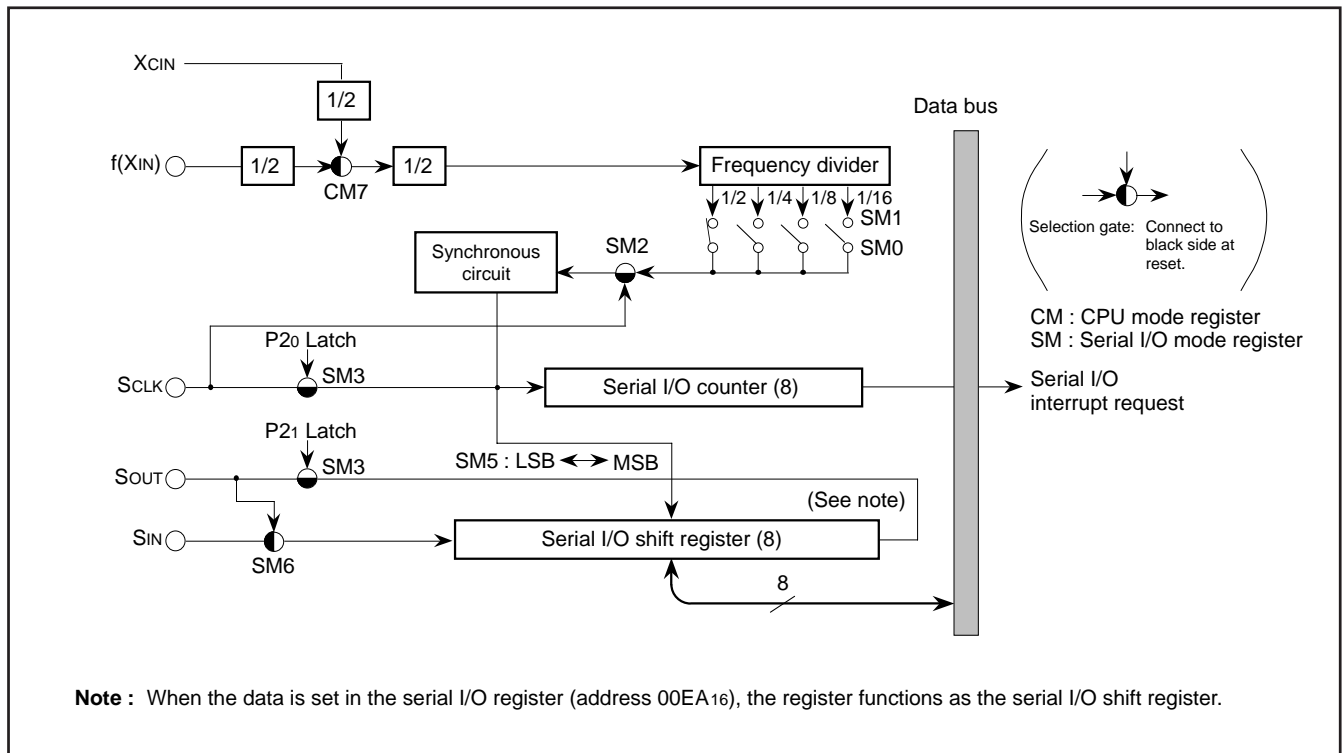 XCIN
1/2
Data bus
f(XIN)
1/2
1/2
Frequency divider
CM7
1/2
1/4
1/8
1/16
SM1
SM0
Selection gate: Connect to
black side at
reset.
Synchronous
circuit
SM2
CM : CPU mode register
SM : Serial I/O mode register
P20 Latch
SCLK
SM3
Serial I/O counter (8)
Serial I/O
interrupt request
P21 Latch
SOUT
SM3
SM5 : LSB ↔ MSB
(See note)
SIN
Serial I/O shift register (8)
SM6
8
Note : When the data is set in the serial I/O register (address 00EA16), the register functions as the serial I/O shift register.